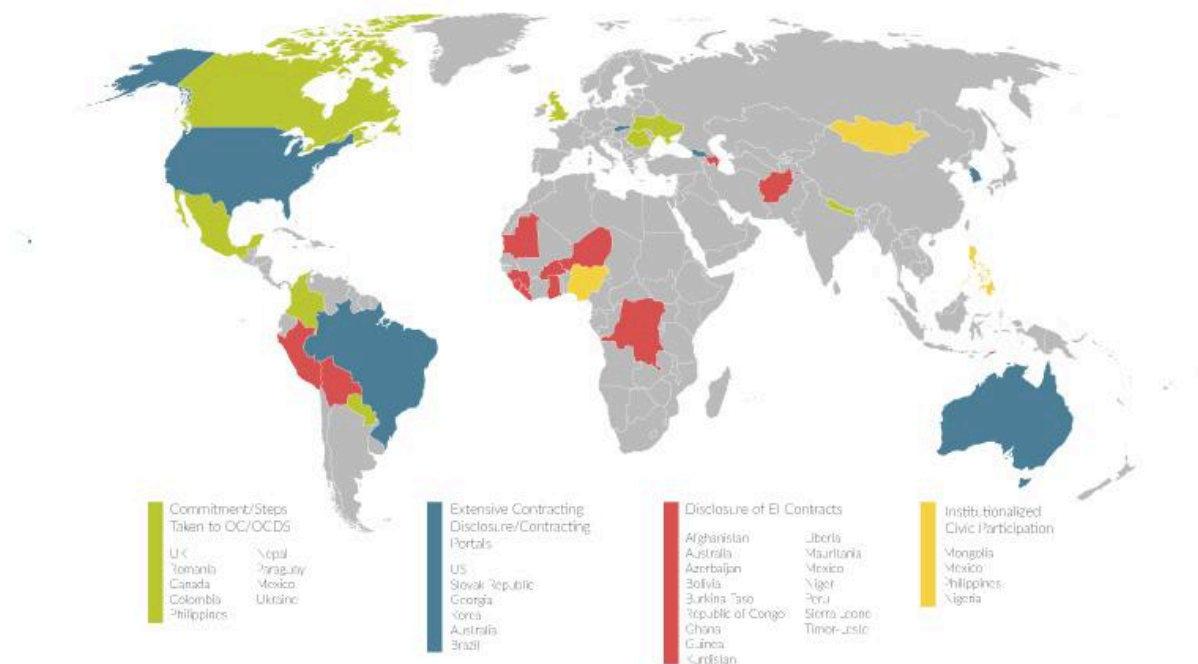 Commitment/Steps
Taken to OC/OCDS
UK
Romania
Canada
Colombia
Philippines
Nepal
Paraguay
Mexico
Ukraine
Extensive Contracting
Disclosure/Contracting
Portals
US
Slovak Republic
Georgia
Korea
Australia
Brazil
Disclosure of EI Contracts
Afghanistan
Australia
Azerbaijan
Bolivia
Burkina Faso
Republic of Congo
Ghana
Guinea
Kurdistan
Liberia
Mauritania
Mexico
Niger
Peru
Sierra Leone
Timor-Leste
Institutionalized
Civic Participation
Mongolia
Mexico
Philippines
Nigeria